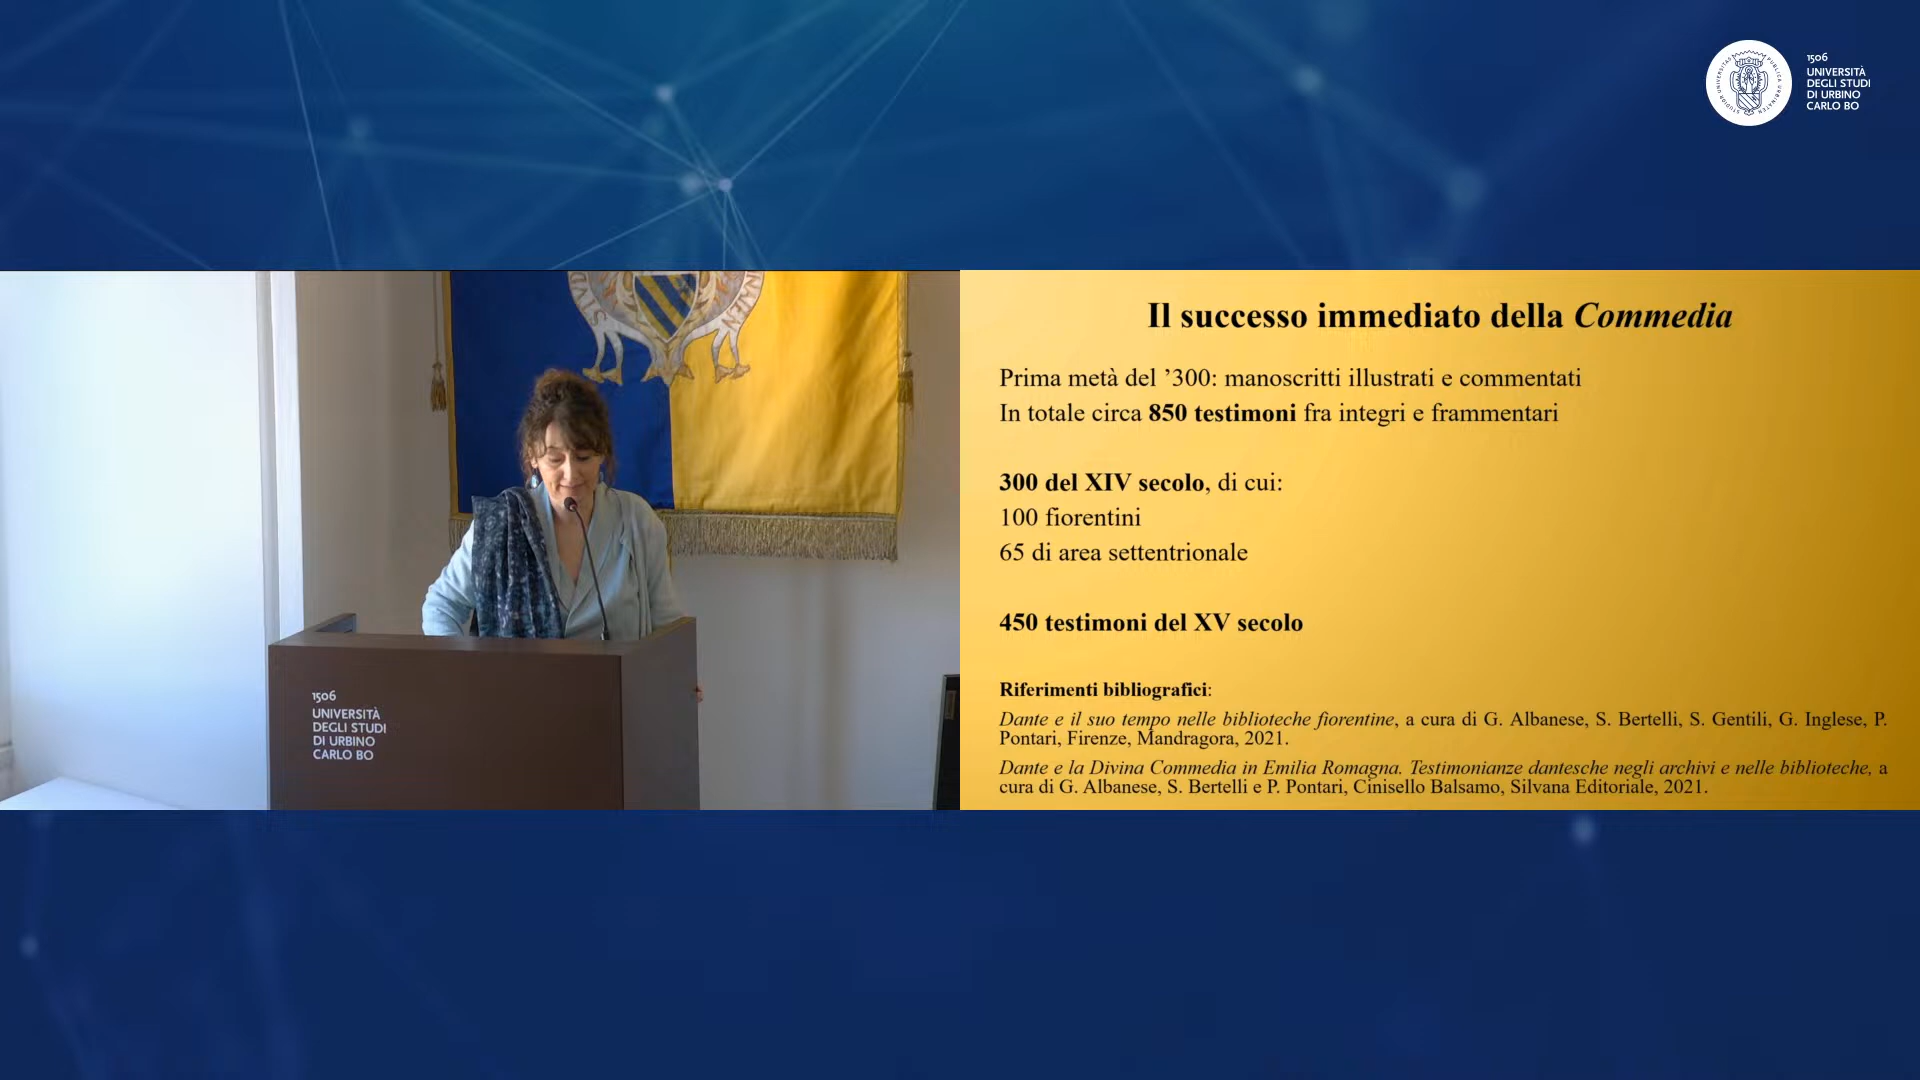 1506
UNIVERSITÀ
DEGLI STUDI
DI URBINO
CARLO BO
1506
UNIVERSITÀ
DEGLI STUDI
DI URBINO
CARLO BO
Il successo immediato della Commedia
Prima metà del ’300: manoscritti illustrati e commentati
In totale circa 850 testimoni fra integri e frammentari
300 del XIV secolo, di cui:
100 fiorentini
65 di area settentrionale
450 testimoni del XV secolo
Riferimenti bibliografici:
Dante e il suo tempo nelle biblioteche fiorentine, a cura di G. Albanese, S. Bertelli, S. Gentili, G. Inglese, P.
Pontari, Firenze, Mandragora, 2021.
Dante e la Divina Commedia in Emilia Romagna. Testimonianze dantesche negli archivi e nelle biblioteche, a
cura di G. Albanese, S. Bertelli e P. Pontari, Cinisello Balsamo, Silvana Editoriale, 2021.